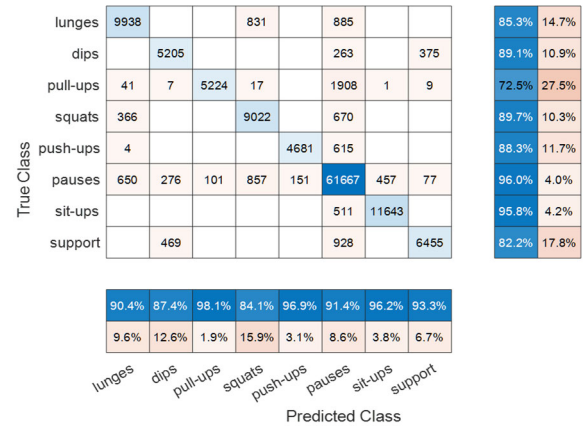 lunges 9938 831 885 85.3% 14.7%
dips 5205 263 375 89.1% 10.9%
pull-ups 41 7 5224 17 1908 1 9 72.5% 27.5%
squats 366 9022 670 89.7% 10.3%
push-ups 4 4681 615 88.3% 11.7%
pauses 650 276 101 857 151 61667 457 77 96.0% 4.0%
sit-ups 511 11643 95.8% 4.2%
support 469 928 6455 82.2% 17.8%
True Class
90.4% 87.4% 98.1% 84.1% 96.9% 91.4% 96.2% 93.3%
9.6% 12.6% 1.9% 15.9% 3.1% 8.6% 3.8% 6.7%
lunges dips pull-ups squats push-ups pauses sit-ups support
Predicted Class